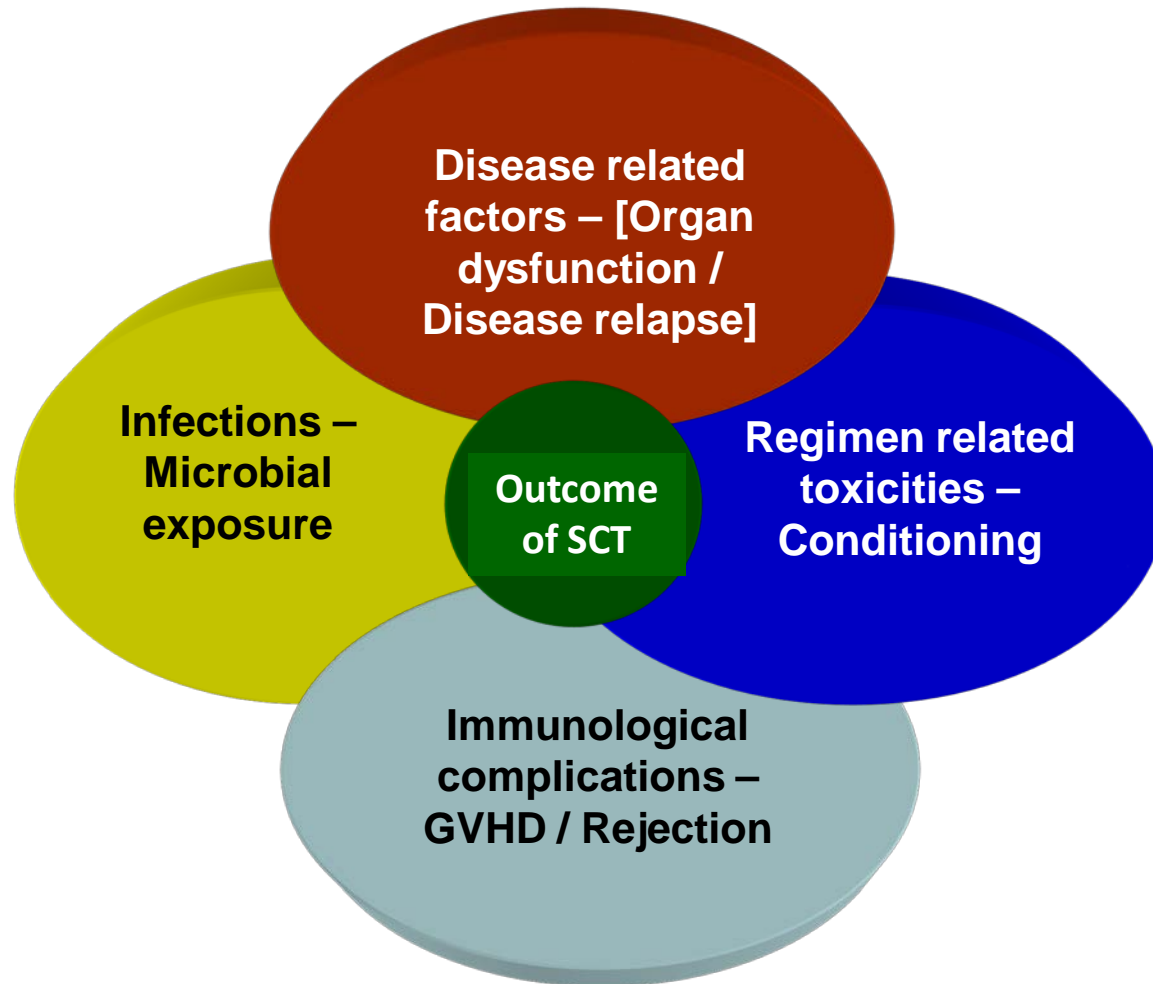 Disease related
factors – [Organ
dysfunction /
Disease relapse]
Infections –
Microbial
exposure
Outcome
of SCT
Regimen related
toxicities –
Conditioning
Immunological
complications –
GVHD / Rejection